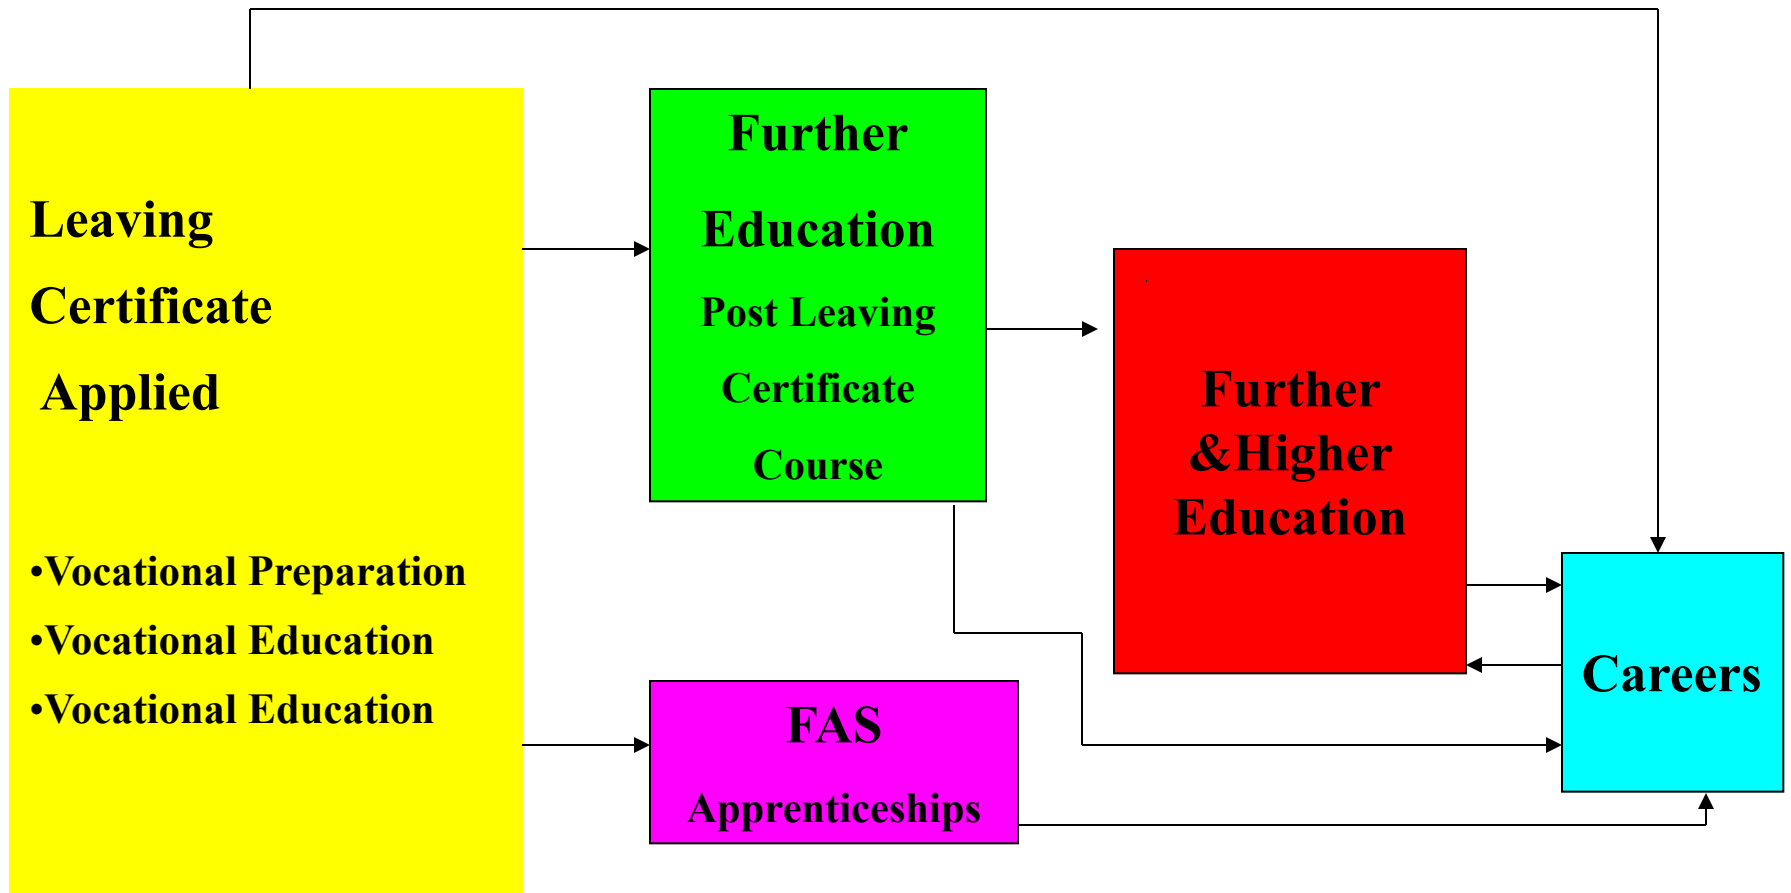 Leaving
Certificate
Applied
•Vocational Preparation
•Vocational Education
•Vocational Education
Further
Education
Post Leaving
Certificate
Course
FAS
Apprenticeships
Further
&Higher
Education
Careers